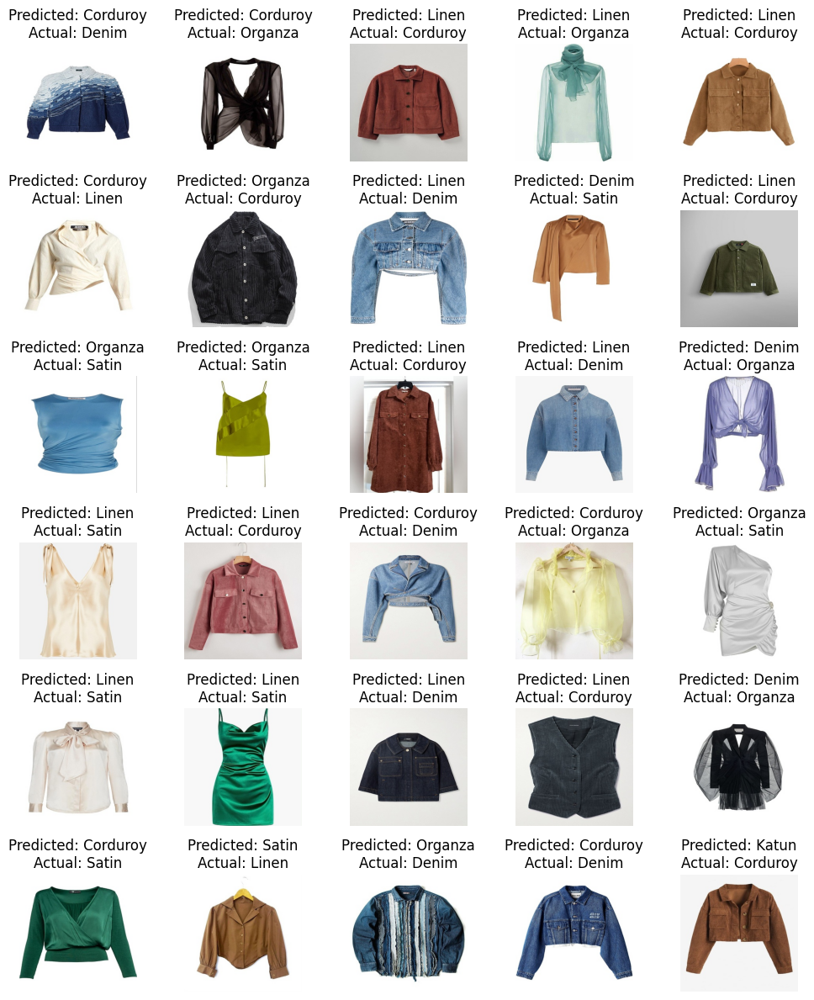 Predicted: Corduroy
Actual: Denim
Predicted: Corduroy
Actual: Organza
Predicted: Linen
Actual: Corduroy
Predicted: Linen
Actual: Organza
Predicted: Linen
Actual: Corduroy
Predicted: Corduroy
Actual: Linen
Predicted: Organza
Actual: Corduroy
Predicted: Linen
Actual: Denim
Predicted: Denim
Actual: Satin
Predicted: Linen
Actual: Corduroy
Predicted: Organza
Actual: Satin
Predicted: Organza
Actual: Satin
Predicted: Linen
Actual: Corduroy
Predicted: Linen
Actual: Denim
Predicted: Denim
Actual: Organza
Predicted: Linen
Actual: Satin
Predicted: Linen
Actual: Corduroy
Predicted: Corduroy
Actual: Denim
Predicted: Corduroy
Actual: Organza
Predicted: Organza
Actual: Satin
Predicted: Linen
Actual: Satin
Predicted: Linen
Actual: Satin
Predicted: Linen
Actual: Denim
Predicted: Linen
Actual: Corduroy
Predicted: Denim
Actual: Organza
Predicted: Corduroy
Actual: Satin
Predicted: Satin
Actual: Linen
Predicted: Organza
Actual: Denim
Predicted: Corduroy
Actual: Denim
Predicted: Katun
Actual: Corduroy